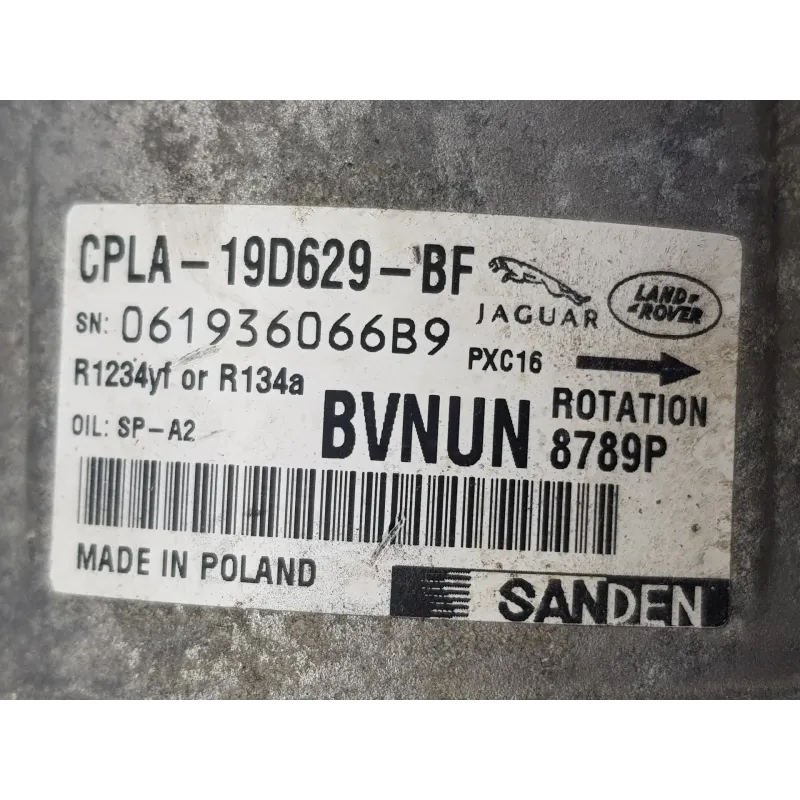 CPLA-19D629-BF
JAGUAR
LAND-
ROVER
SN: 061936066B9
PXC16
R1234yf or R134a
ROTATION
OIL: SP-A2
BVNUN
8789P
MADE IN POLAND
SANDEN